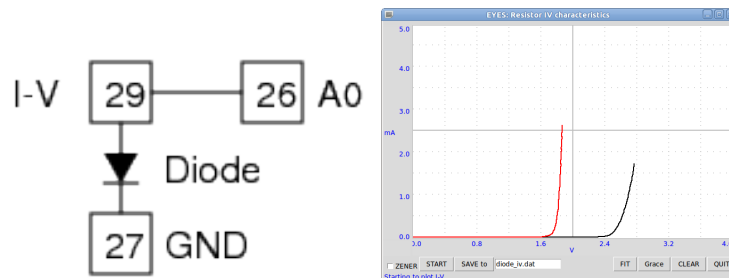 I-V 29 26 A0
Diode
27 GND
EYES: Resistor IV characteristics
5.0
4.0
3.0
mA
2.0
1.0
0.0
0.0 0.8 1.6 2.4 3.2 4.
V
ZENER START SAVE to diode_iv.dat FIT Grace CLEAR QUIT
Starting to plot I-V